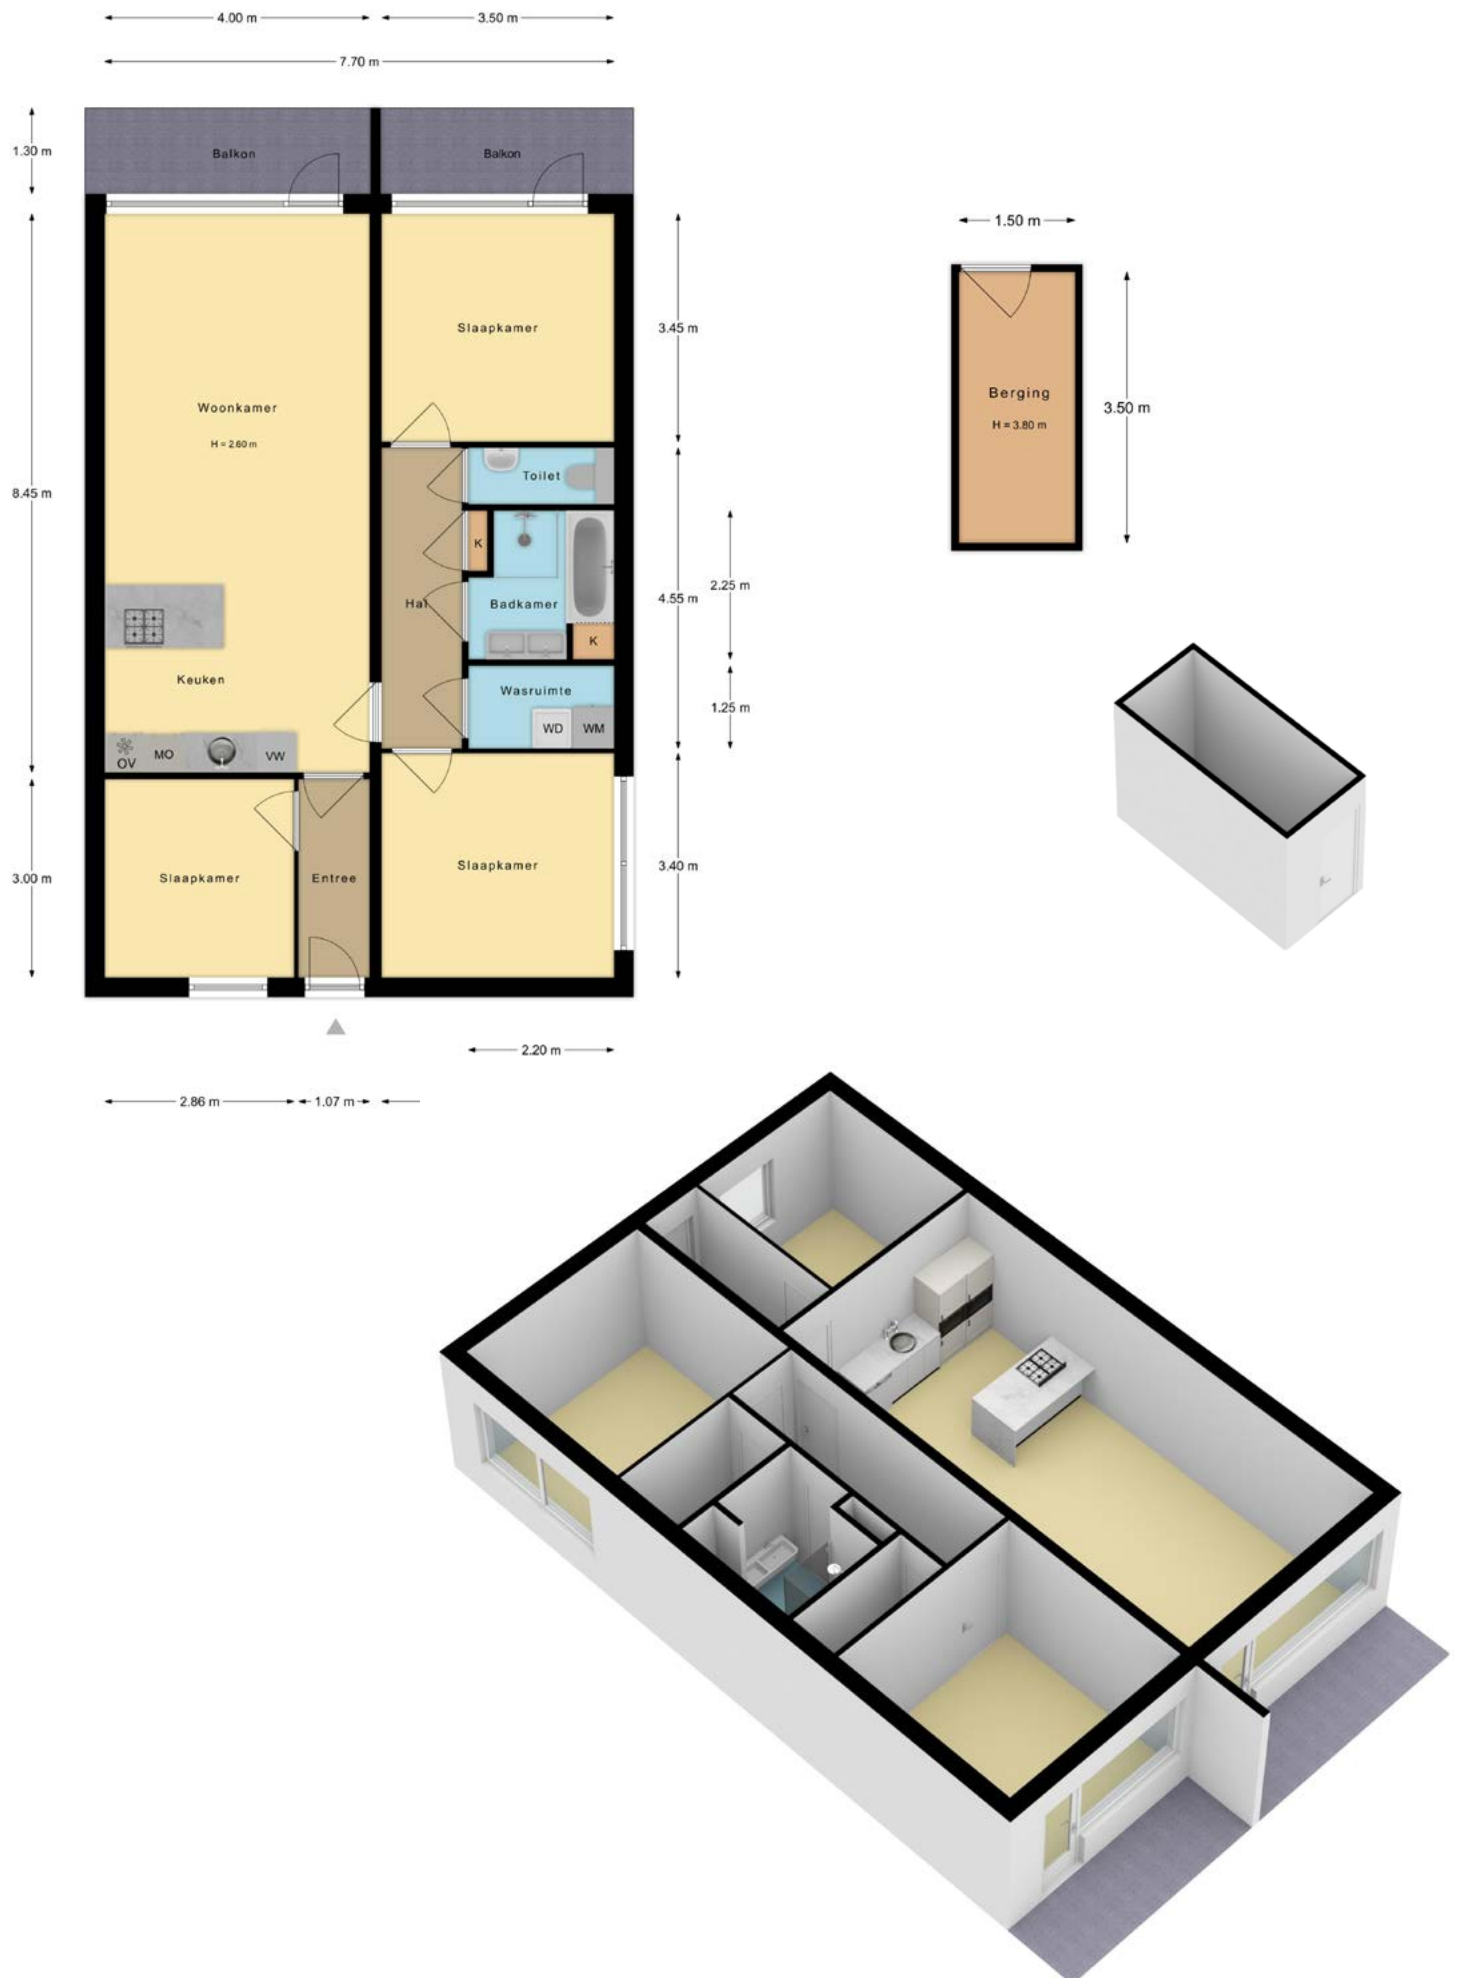 4.00 m
3.50 m
7.70 m
1.30 m
Balkon
Balkon
1.50 m
Slaapkamer
3.45 m
Berging
H = 3.80 m
3.50 m
Woonkamer
H = 2.60 m
Toilet
8.45 m
K
2.25 m
Hal
Badkamer
4.55 m
K
Keuken
Wasruimte
1.25 m
WD
WM
OV
MO
VW
Slaapkamer
3.40 m
3.00 m
Slaapkamer
Entree
2.20 m
2.86 m
1.07 m